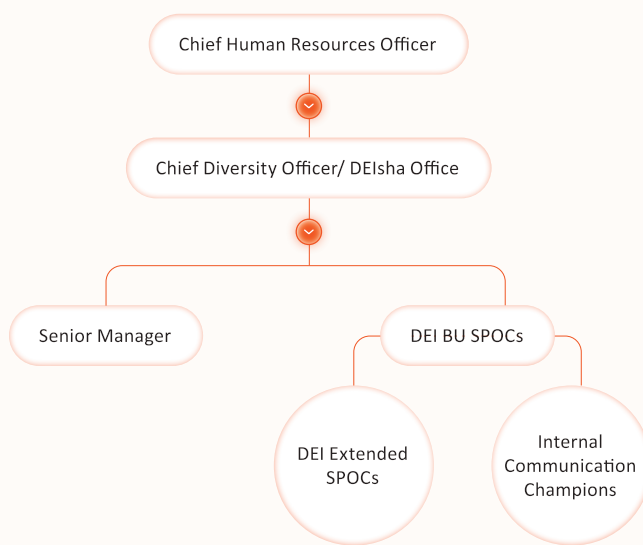 Chief Human Resources Officer
Chief Diversity Officer/ DEIsha Office
Senior Manager
DEI BU SPOCs
DEI Extended
SPOCs
Internal
Communication
Champions